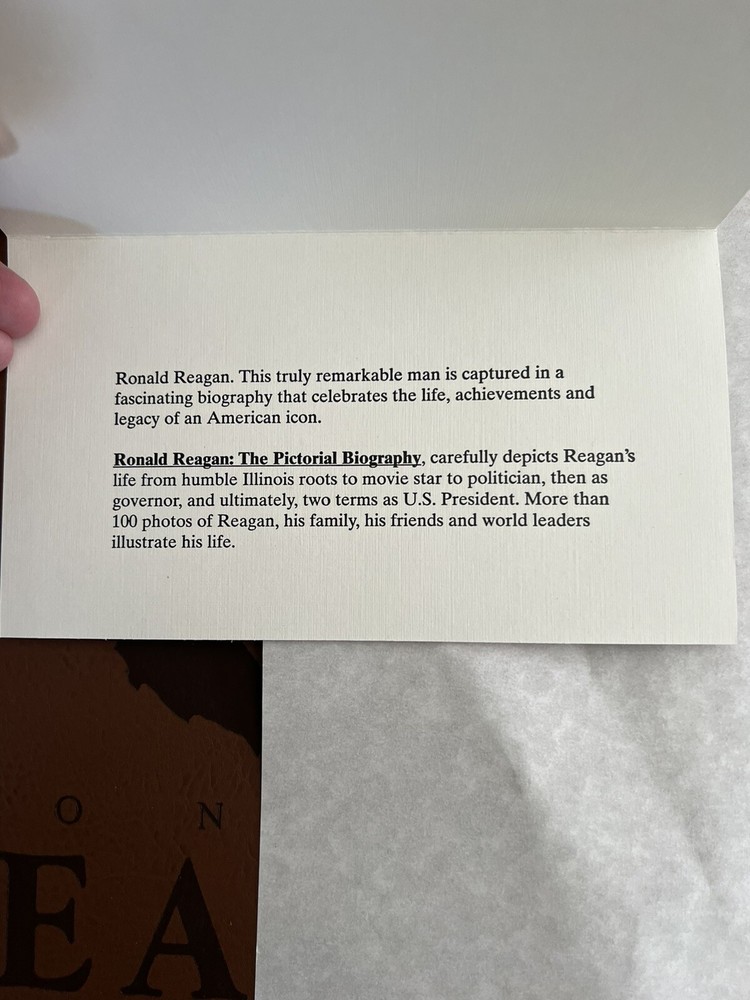 Ronald Reagan. This truly remarkable man is captured in a
fascinating biography that celebrates the life, achievements and
legacy of an American icon.
Ronald Reagan: The Pictorial Biography, carefully depicts Reagan's
life from humble Illinois roots to movie star to politician, then as
governor, and ultimately, two terms as U.S. President. More than
100 photos of Reagan, his family, his friends and world leaders
illustrate his life.
O N
EA